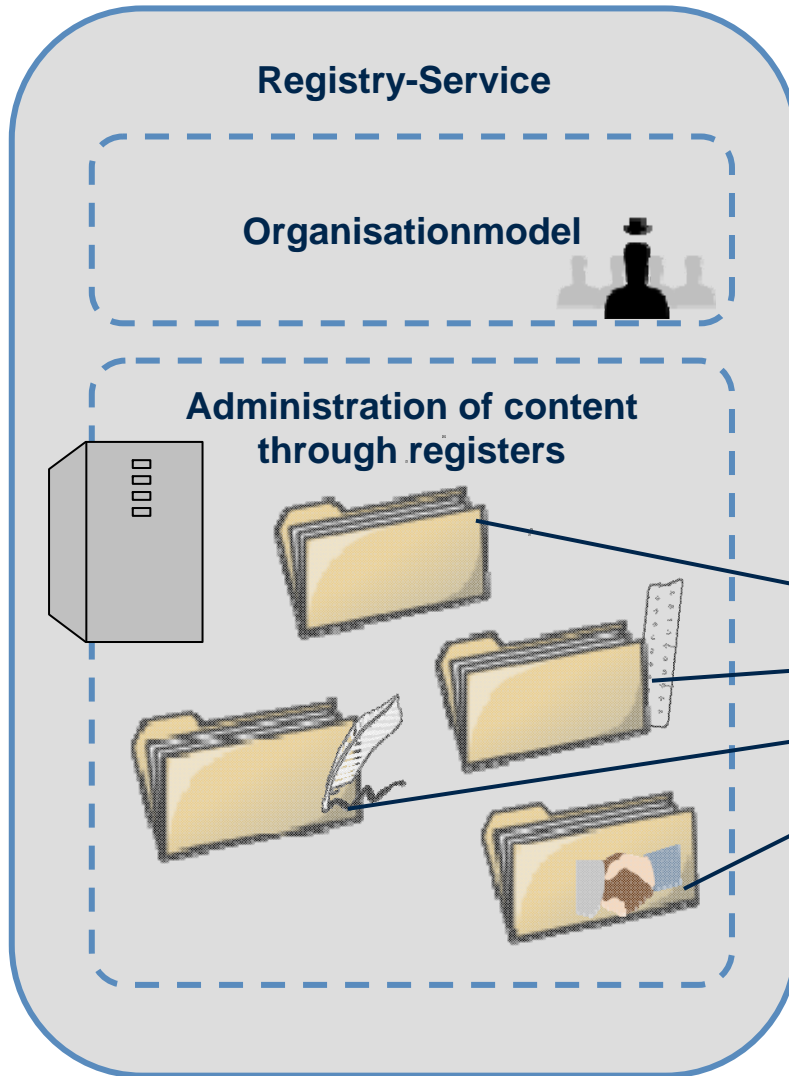 Registry-Service
Organisationmodel
Administration of content
through registers